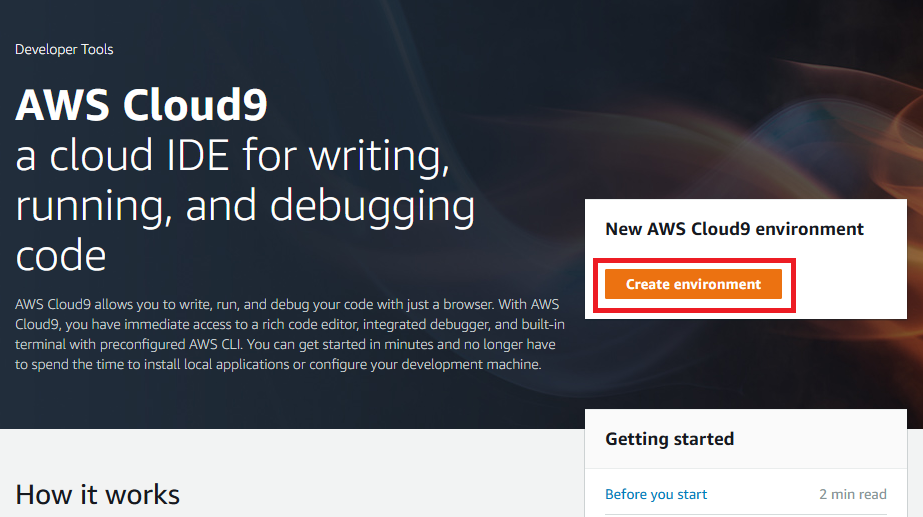 Developer Tools
AWS Cloud9
a cloud IDE for writing,
running, and debugging
code
AWS Cloud9 allows you to write, run, and debug your code with just a browser. With AWS
Cloud9, you have immediate access to a rich code editor, integrated debugger, and built-in
terminal with preconfigured AWS CLI. You can get started in minutes and no longer have
to spend the time to install local applications or configure your development machine.
New AWS Cloud9 environment
Create environment
How it works
Getting started
Before you start 2 min read